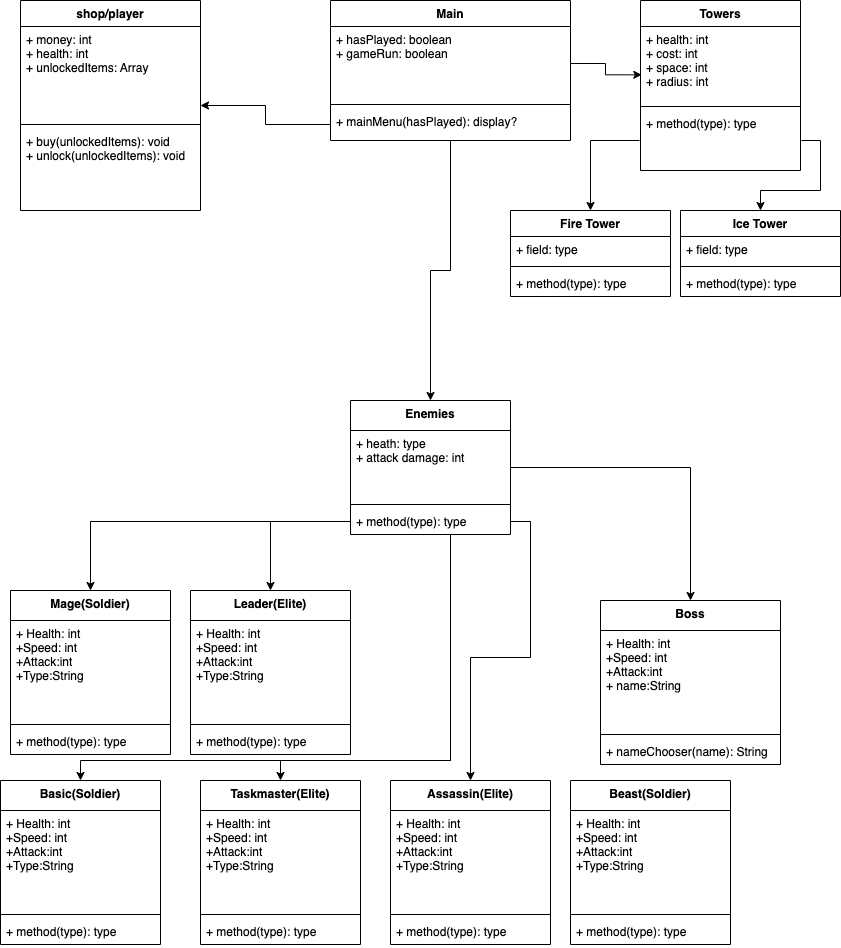 shop/player
+ money: int
+ health: int
+ unlockedItems: Array
+ buy(unlockedItems): void
+ unlock(unlockedItems): void
Main
+ hasPlayed: boolean
+ gameRun: boolean
+ mainMenu(hasPlayed): display?
Towers
+ health: int
+ cost: int
+ space: int
+ radius: int
+ method(type): type
Fire Tower
+ field: type
+ method(type): type
Ice Tower
+ field: type
+ method(type): type
Enemies
+ heath: type
+ attack damage: int
+ method(type): type
Mage(Soldier)
+ Health: int
+Speed: int
+Attack:int
+Type:String
+ method(type): type
Leader(Elite)
+ Health: int
+Speed: int
+Attack:int
+Type:String
+ method(type): type
Boss
+ Health: int
+Speed: int
+Attack:int
+ name:String
+ nameChooser(name): String
Basic(Soldier)
+ Health: int
+Speed: int
+Attack:int
+Type:String
+ method(type): type
Taskmaster(Elite)
+ Health: int
+Speed: int
+Attack:int
+Type:String
+ method(type): type
Assassin(Elite)
+ Health: int
+Speed: int
+Attack:int
+Type:String
+ method(type): type
Beast(Soldier)
+ Health: int
+Speed: int
+Attack:int
+Type:String
+ method(type): type